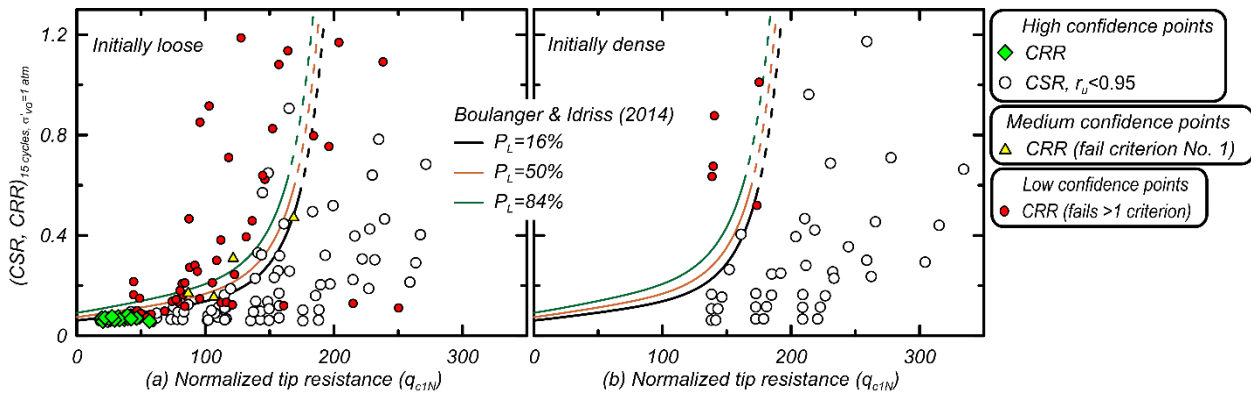 1.2
0.8
0.4
0
(CSR, CRR)15 cycles, σ'vo=1 atm
Initially loose
Boulanger & Idriss (2014)
PL=16%
PL=50%
PL=84%
0 100 200 300
(a) Normalized tip resistance (qc1N)
Initially dense
0 100 200 300
(b) Normalized tip resistance (qc1N)
High confidence points
CRR
CSR, ru<0.95
Medium confidence points
CRR (fail criterion No. 1)
Low confidence points
CRR (fails >1 criterion)